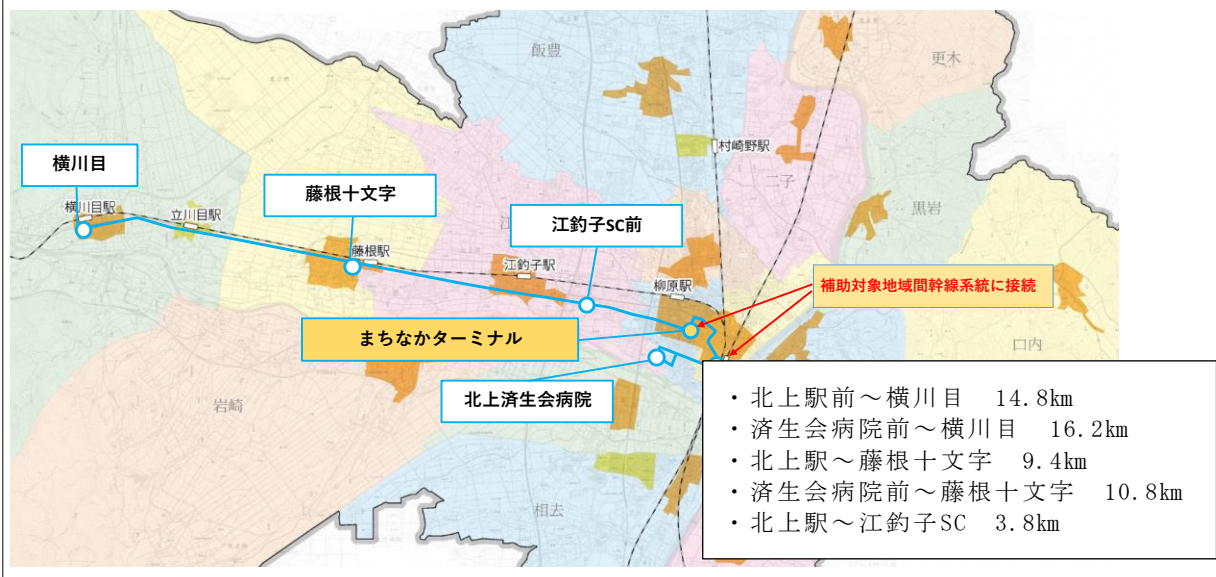 飯豊
更木
村崎野駅
横川目
二子
藤根十文字
黒岩
横川目駅
立川目駅
江釣子SC前
江
藤根駅
江釣子駅
柳原駅
補助対象地域間幹線系統に接続
まちなかターミナル
口内
北上済生会病院
岩崎
相去
・北上駅前～横川目　14.8㎞
・済生会病院前～横川目　16.2㎞
・北上駅～藤根十文字　9.4㎞
・済生会病院前～藤根十文字　10.8㎞
・北上駅～江釣子SC　3.8㎞